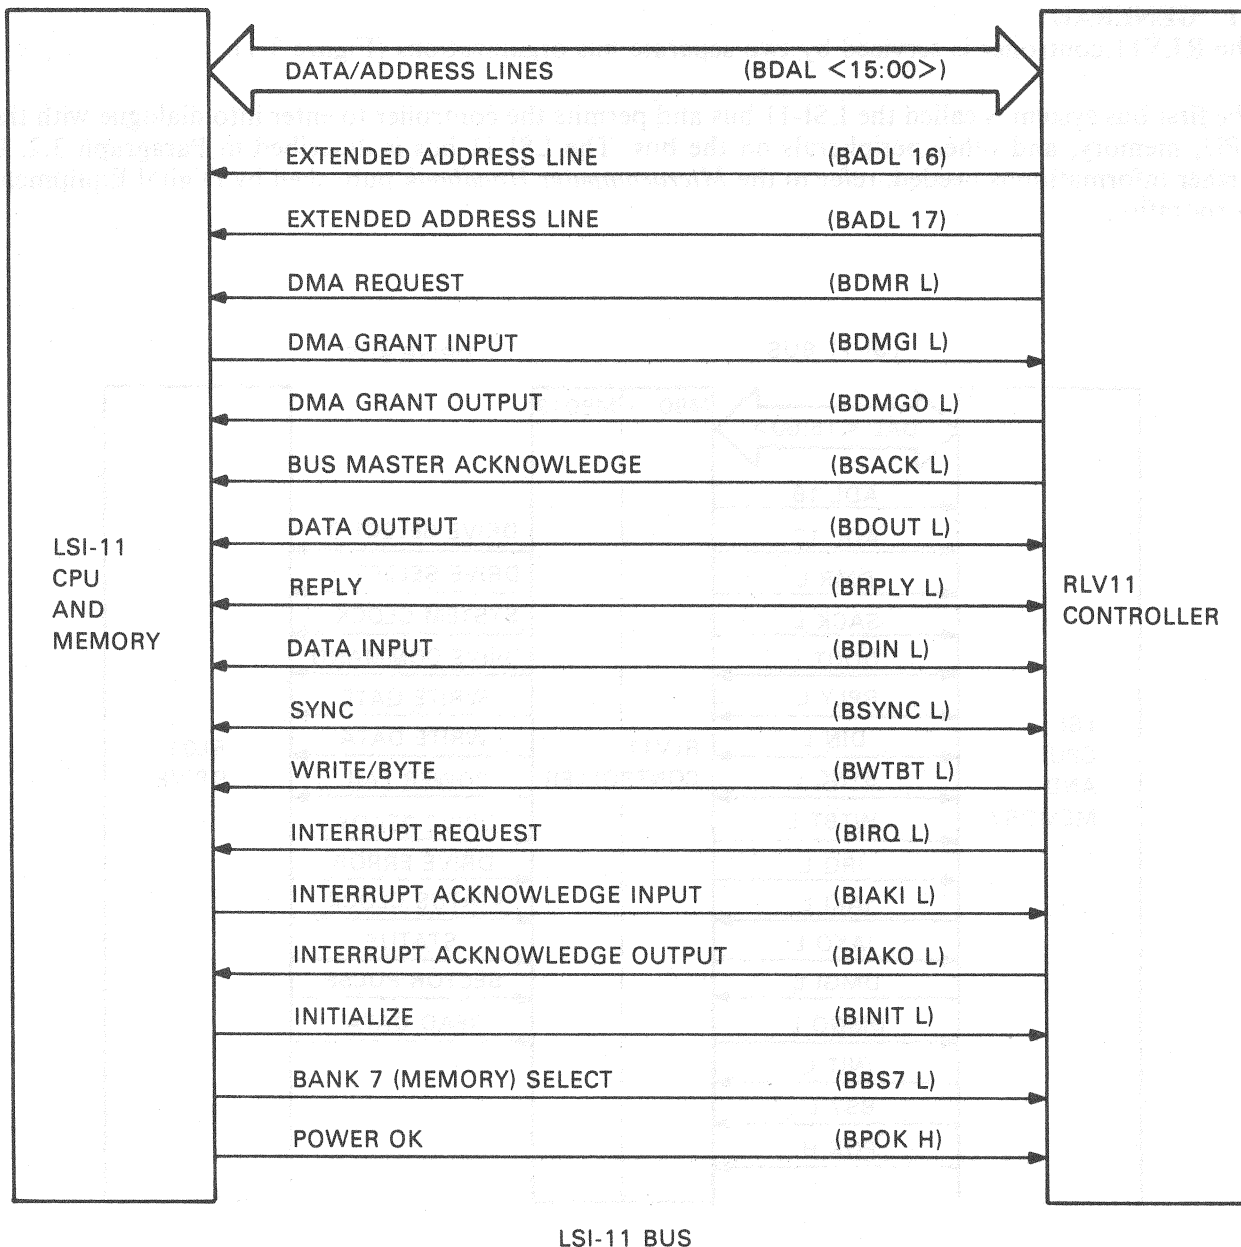 DATA/ADDRESS LINES (BDAL <15:00>)
EXTENDED ADDRESS LINE (BADL 16)
EXTENDED ADDRESS LINE (BADL 17)
DMA REQUEST (BDMR L)
DMA GRANT INPUT (BDMGI L)
DMA GRANT OUTPUT (BDMGO L)
BUS MASTER ACKNOWLEDGE (BSACK L)
DATA OUTPUT (BDOUT L)
REPLY (BRPLY L)
DATA INPUT (BDIN L)
SYNC (BSYNC L)
WRITE/BYTE (BWTBT L)
INTERRUPT REQUEST (BIRQ L)
INTERRUPT ACKNOWLEDGE INPUT (BIAKI L)
INTERRUPT ACKNOWLEDGE OUTPUT (BIAKO L)
INITIALIZE (BINIT L)
BANK 7 (MEMORY) SELECT (BBS7 L)
POWER OK (BPOK H)
LSI-11
CPU
AND
MEMORY
RLV11
CONTROLLER
LSI-11 BUS